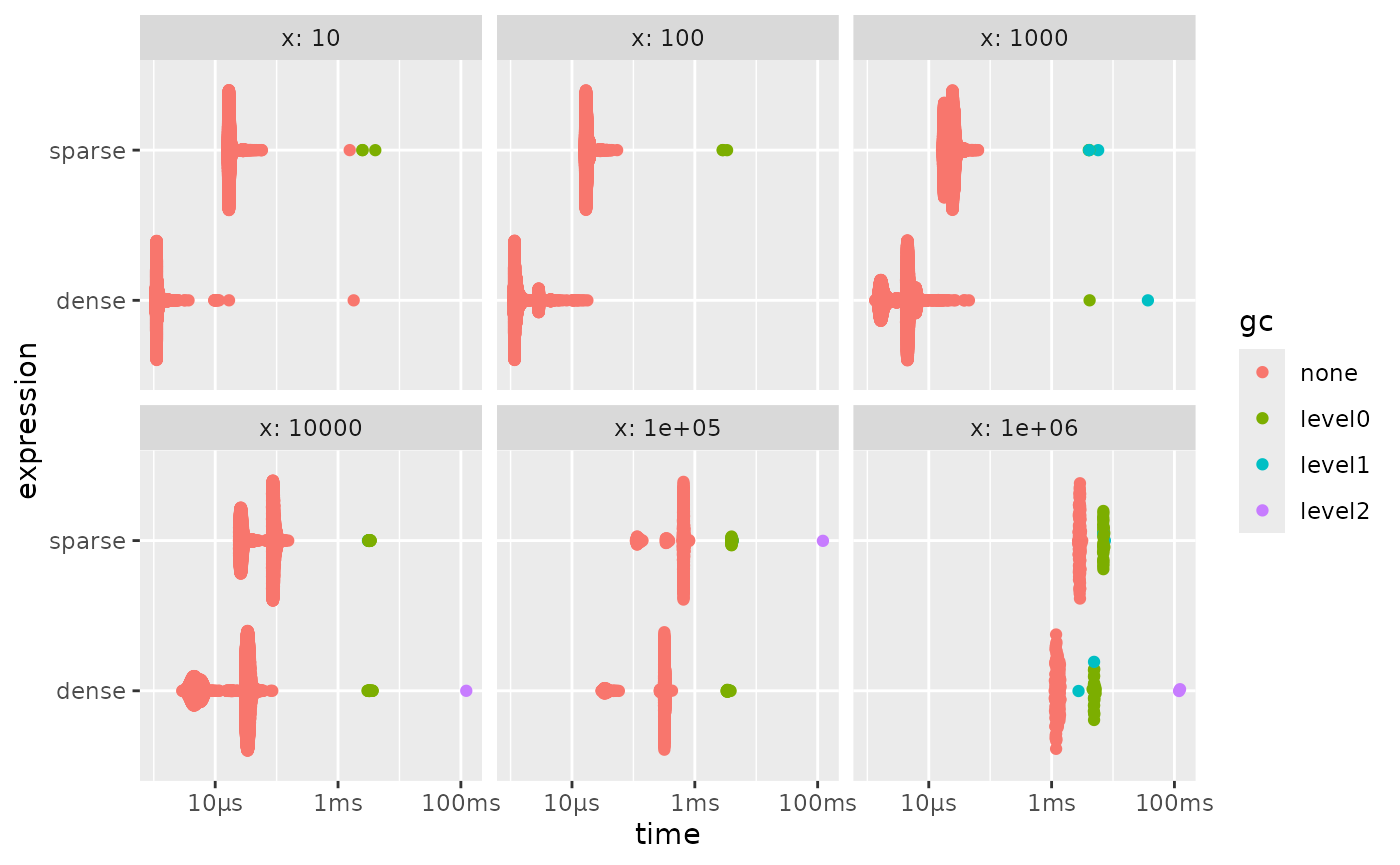 x: 10
x: 100
x: 1000
sparse
dense
x: 10000
x: 1e+05
x: 1e+06
sparse
dense
10µs
1ms
100ms
10µs
1ms
100ms
10µs
1ms
100ms
time
expression
gc
none
level0
level1
level2